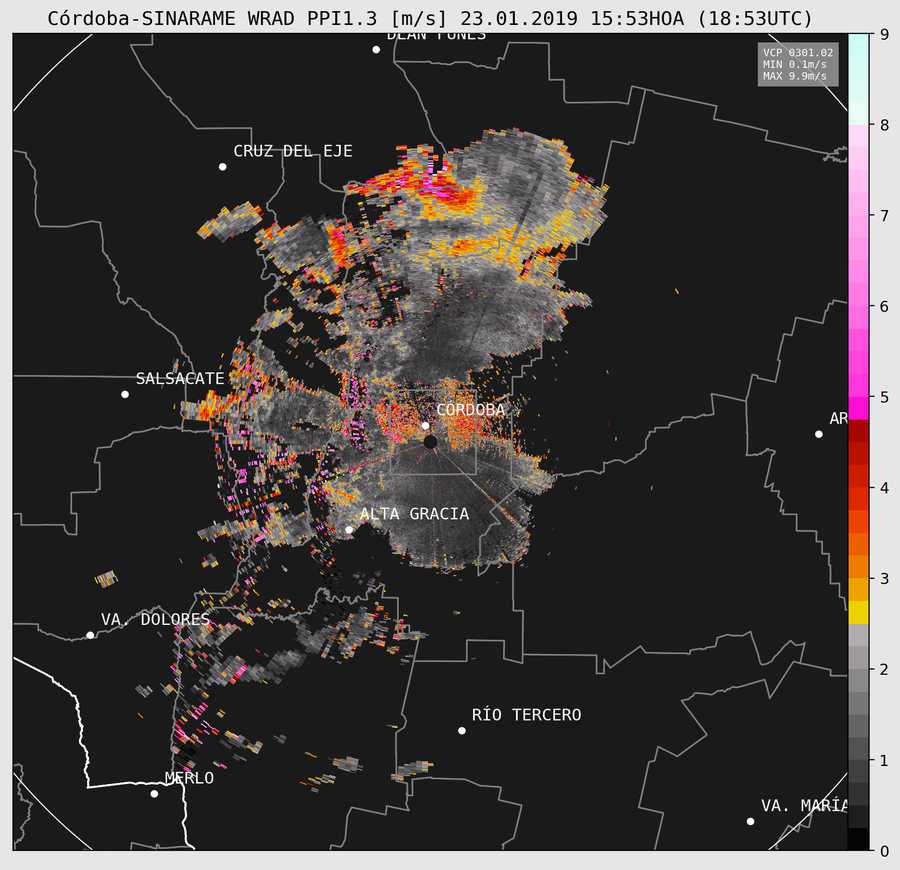 Córdoba-SINARAME WRAD PPI1.3 [m/s] 23.01.2019 15:53HOA (18:53UTC)
DEAN FUNES
VCP 0301.02
MIN 0.1m/s
MAX 9.9m/s
CRUZ DEL EJE
SALSACATE
CÓRDOBA
AR
ALTA GRACIA
VA. DOLORES
RÍO TERCERO
MERLO
VA. MARÍA
9
8
7
6
5
4
3
2
1
0